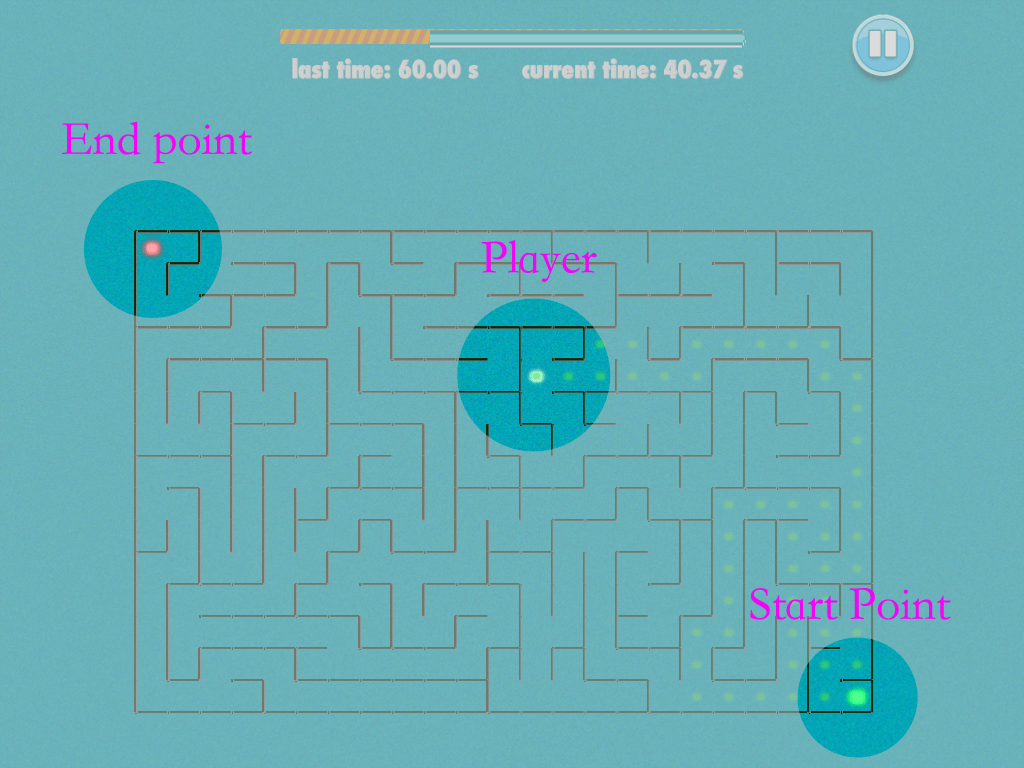 last time: 60.00 s
current time: 40.37 s
End point
Player
Start Point